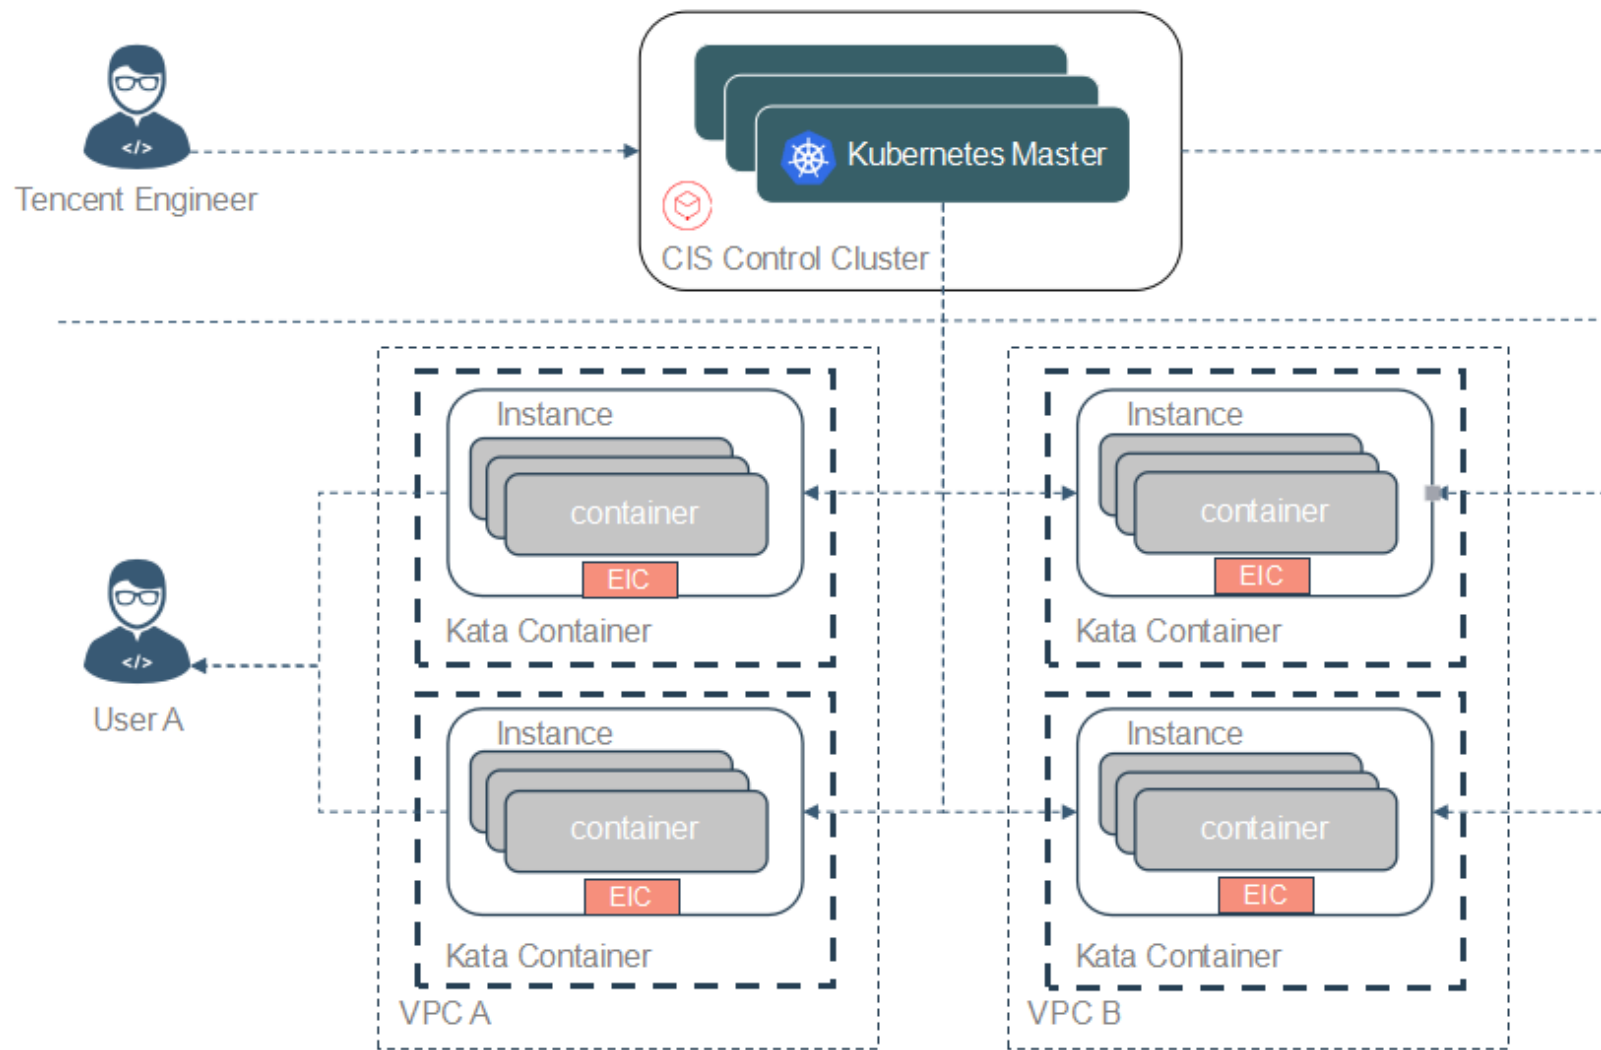 Kubernetes Master
</>
Tencent Engineer
CIS Control Cluster
Instance
container
EIC
Kata Container
Instance
container
EIC
Kata Container
</>
User A
Instance
container
EIC
Kata Container
VPC A
Instance
container
EIC
Kata Container
VPC B